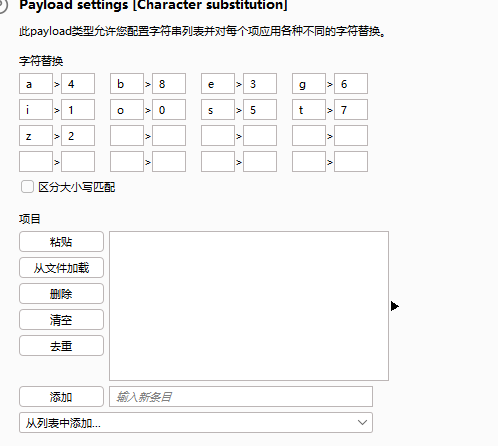 Payload settings [Character substitution]
此payload类型允许您配置字符串列表并对每个项应用各种不同的字符替换。
字符替换
a > 4 b > 8 e > 3 g > 6
i > 1 o > 0 s > 5 t > 7
z > 2 > > >
> > > >
区分大小写匹配
项目
粘贴
从文件加载
删除
清空
去重
添加 输入新条目
从列表中添加...